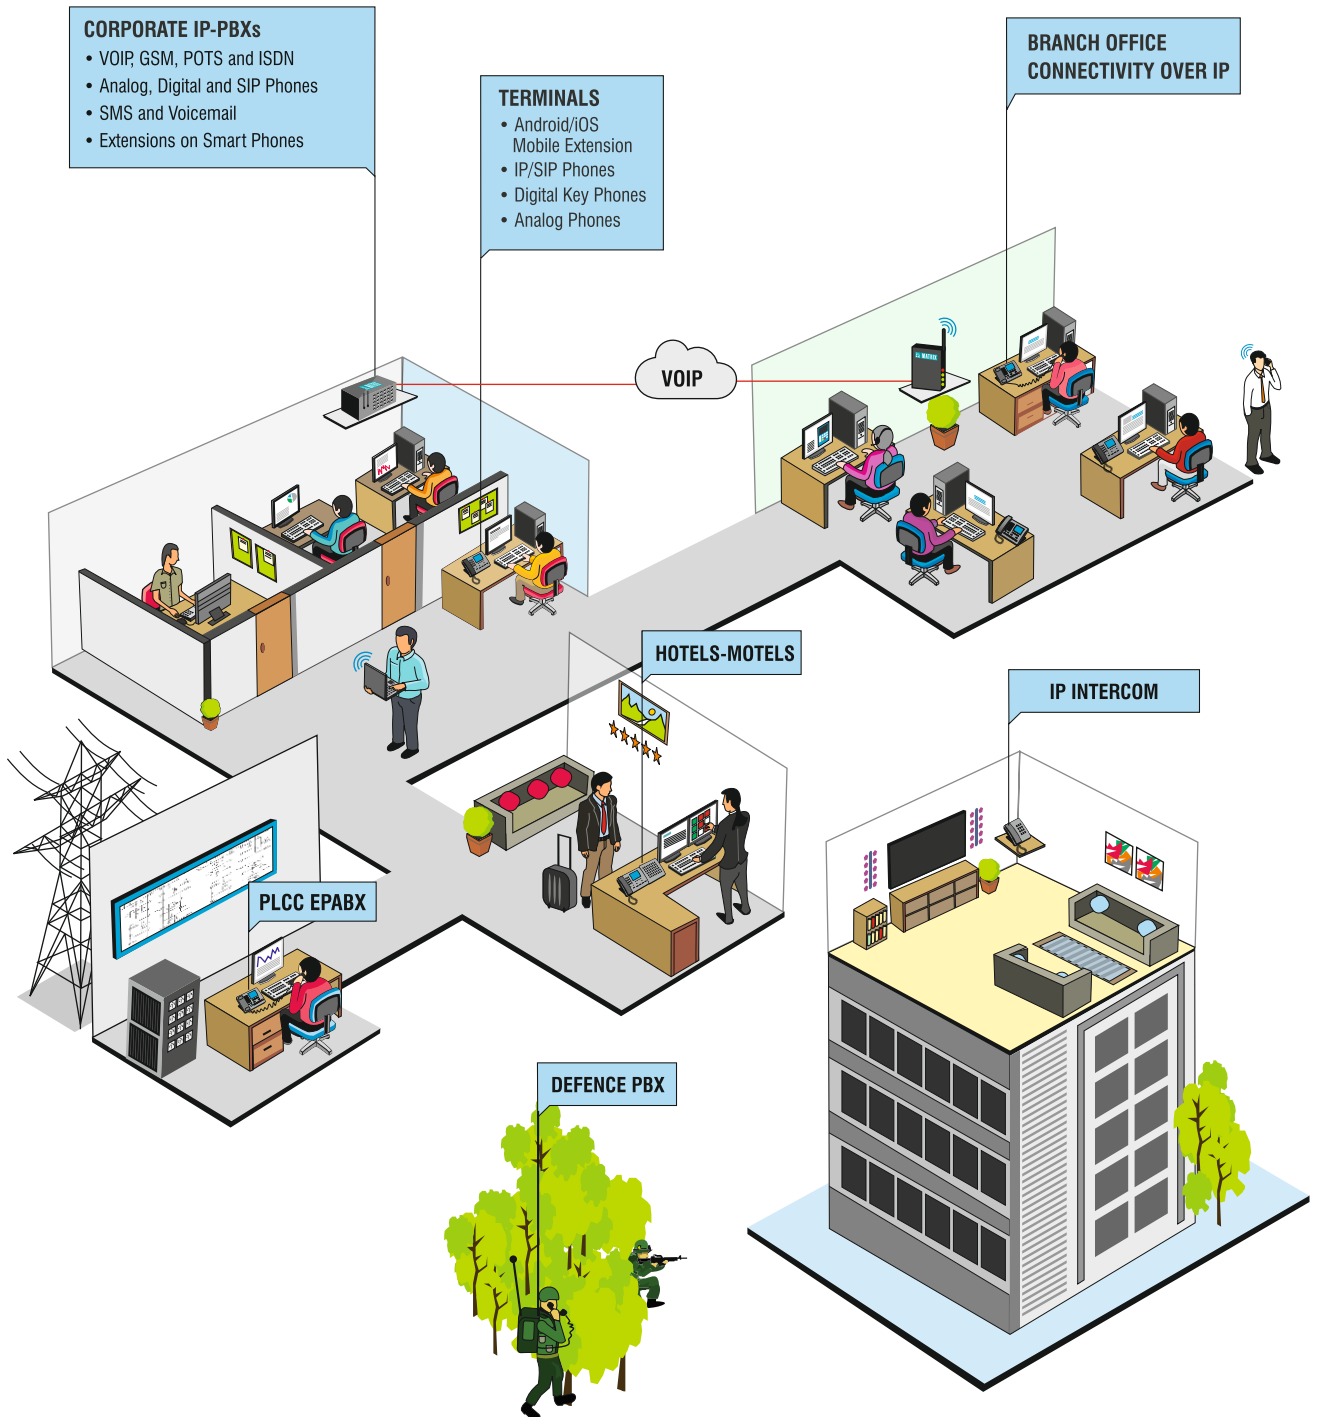 CORPORATE IP-PBXs
• VOIP, GSM, POTS and ISDN
• Analog, Digital and SIP Phones
• SMS and Voicemail
• Extensions on Smart Phones
TERMINALS
• Android/iOS
Mobile Extension
• IP/SIP Phones
• Digital Key Phones
• Analog Phones
BRANCH OFFICE
CONNECTIVITY OVER IP
VOIP
MATRIX
HOTELS-MOTELS
IP INTERCOM
PLCC EPABX
DEFENCE PBX